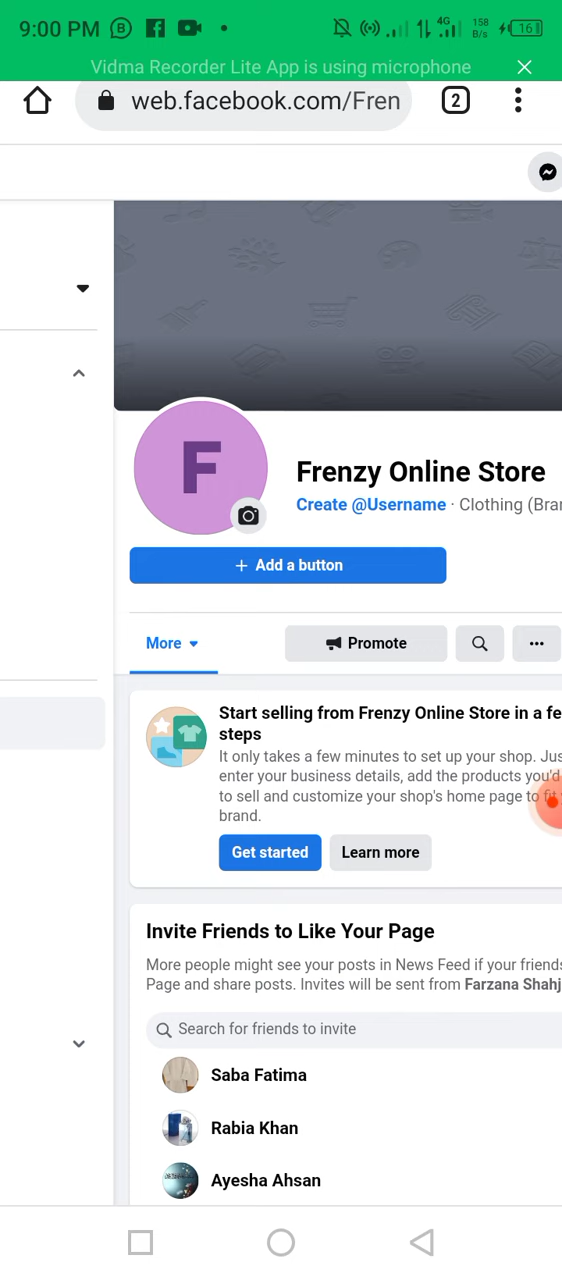 9:00 PM
4G
158
B/s
16
Vidma Recorder Lite App is using microphone
web.facebook.com/Fren
2
F
Frenzy Online Store
Create @Username · Clothing (Bra
+ Add a button
More
Promote
Start selling from Frenzy Online Store in a fe
steps
It only takes a few minutes to set up your shop. Jus
enter your business details, add the products you'd
to sell and customize your shop's home page to fit
brand.
Get started
Learn more
Invite Friends to Like Your Page
More people might see your posts in News Feed if your friends
Page and share posts. Invites will be sent from Farzana Shahj
Search for friends to invite
Saba Fatima
Rabia Khan
Ayesha Ahsan